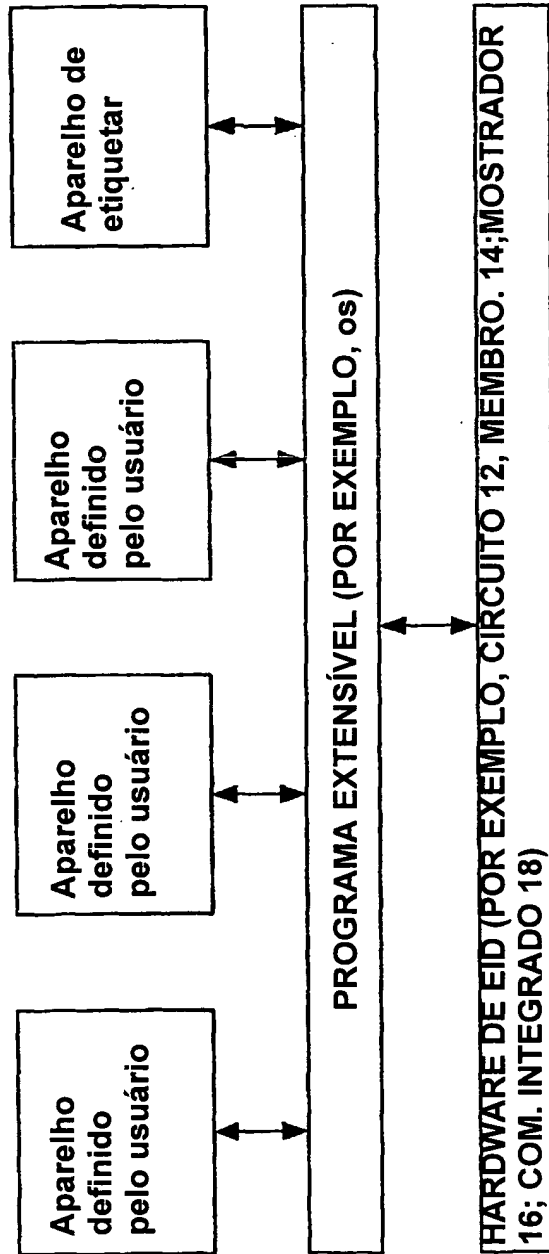 Aparelho
definido
pelo usuário
Aparelho
definido
pelo usuário
Aparelho
definido
pelo usuário
Aparelho de
etiquetar
PROGRAMA EXTENSÍVEL (POR EXEMPLO, os)
HARDWARE DE EID (POR EXEMPLO, CIRCUITO 12, MEMBRO. 14;MOSTRADOR
16; COM. INTEGRADO 18)